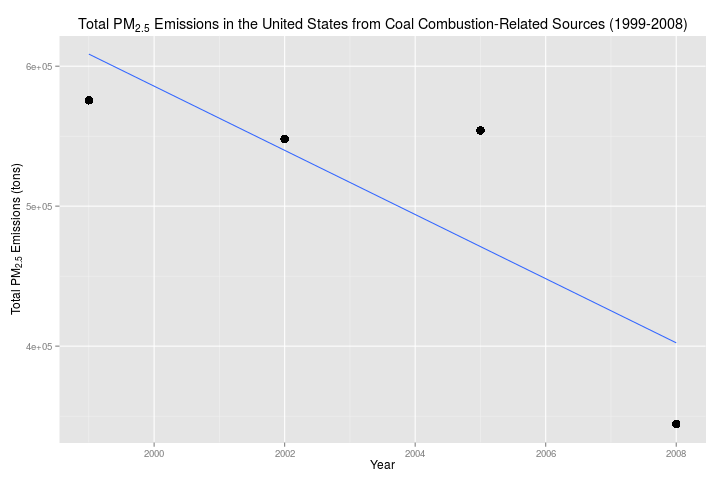 Total PM2.5 Emissions in the United States from Coal Combustion-Related Sources (1999-2008)
Total PM2.5 Emissions (tons)
6e+05
5e+05
4e+05
2000 2002 2004 2006 2008
Year